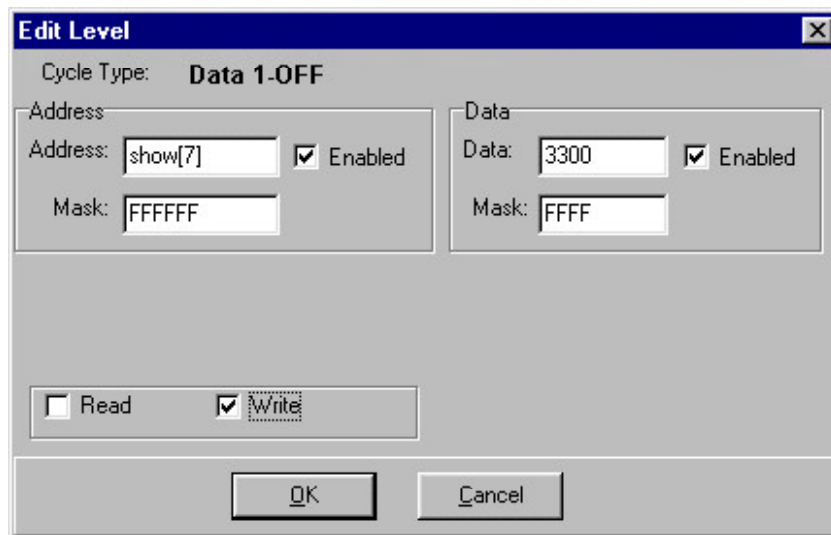 Edit Level
Cycle Type: Data 1-OFF
Address
Address: show[7] Enabled
Mask: FFFFFF
Data
Data: 3300 Enabled
Mask: FFFF
Read Write
OK Cancel